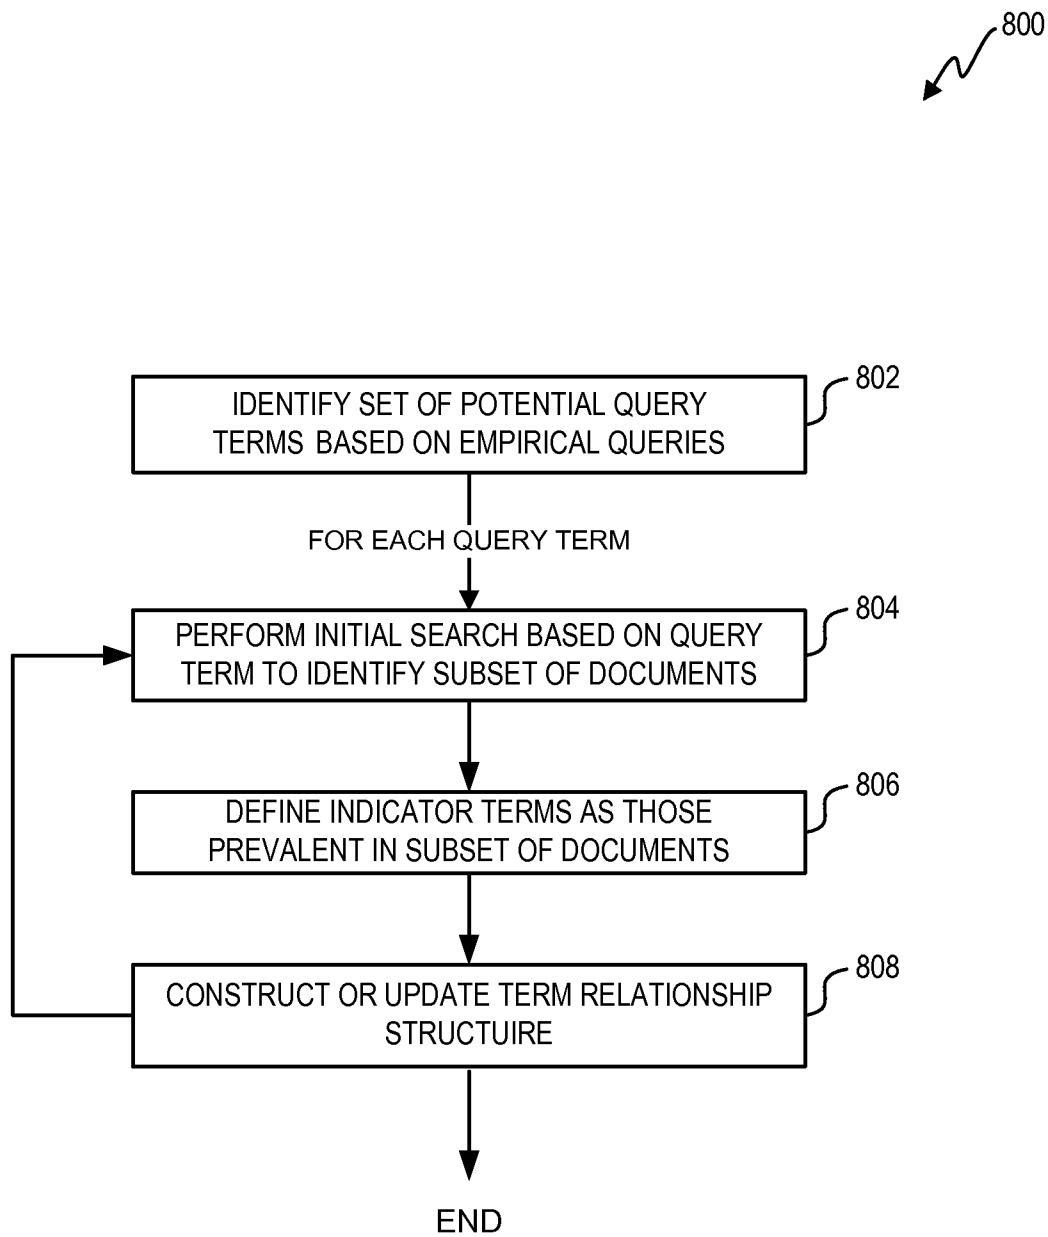 800
802
IDENTIFY SET OF POTENTIAL QUERY
TERMS BASED ON EMPIRICAL QUERIES
FOR EACH QUERY TERM
804
PERFORM INITIAL SEARCH BASED ON QUERY
TERM TO IDENTIFY SUBSET OF DOCUMENTS
806
DEFINE INDICATOR TERMS AS THOSE
PREVALENT IN SUBSET OF DOCUMENTS
808
CONSTRUCT OR UPDATE TERM RELATIONSHIP
STRUCTUIRE
END